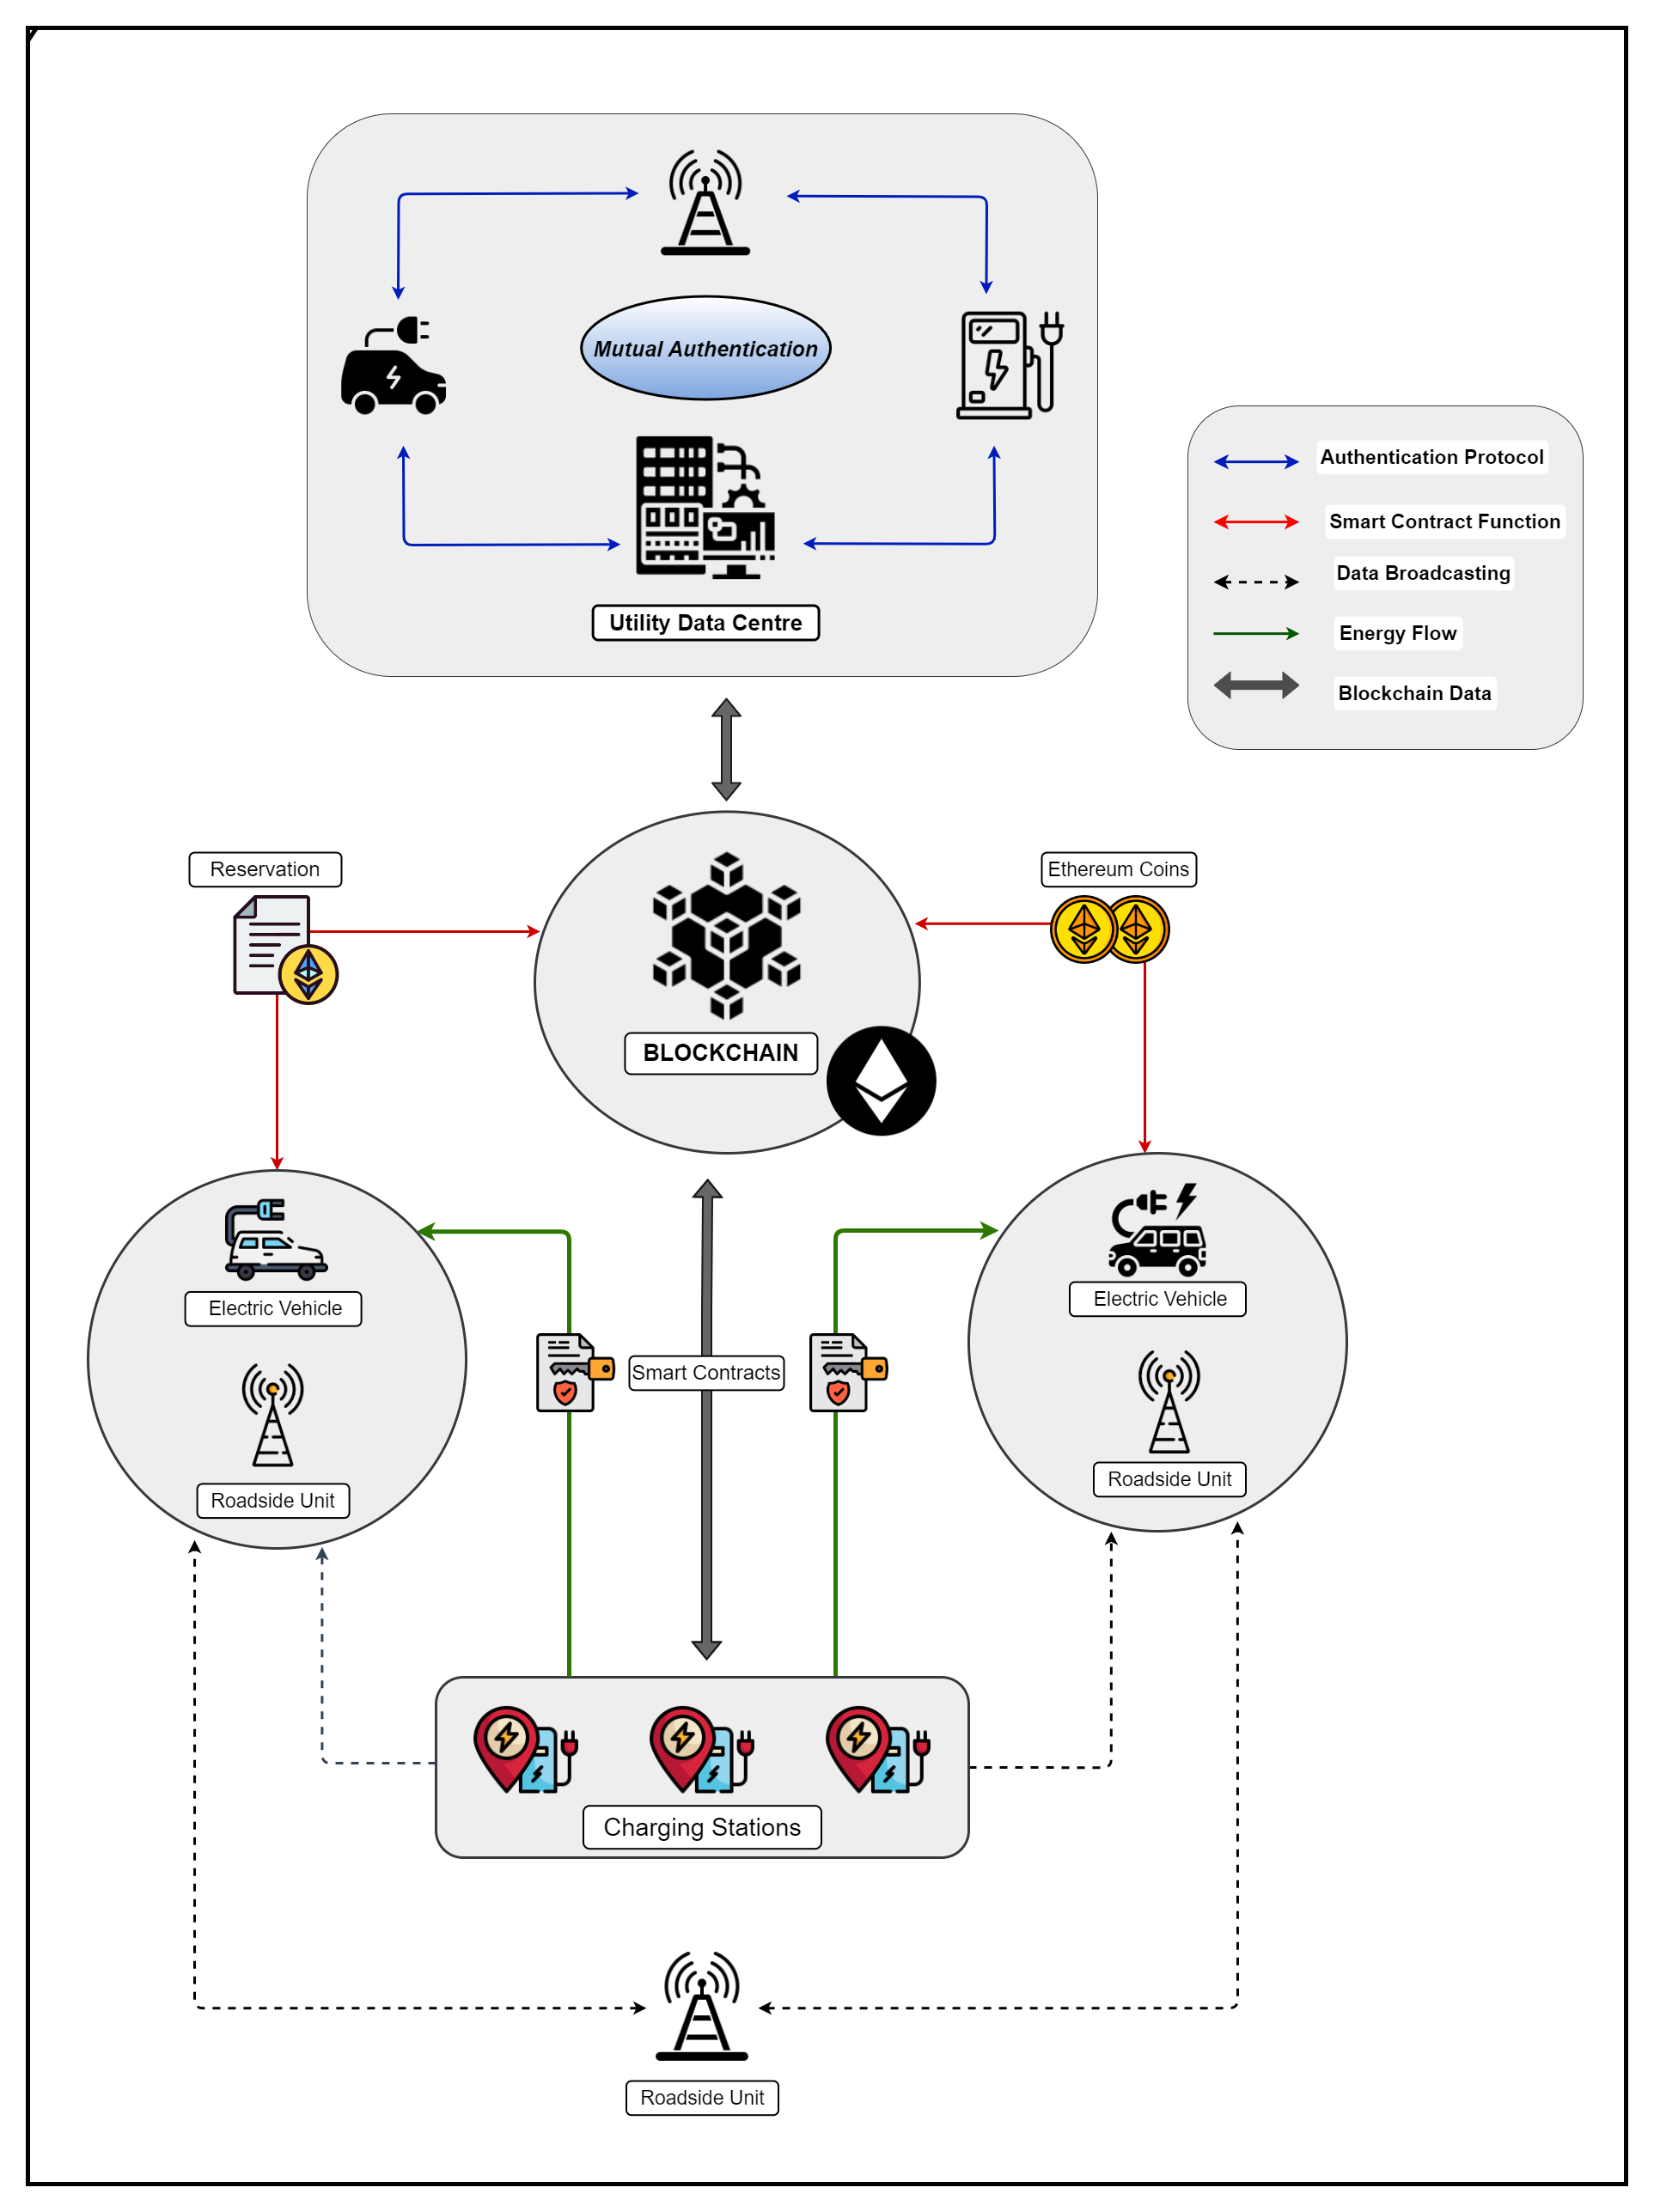 Mutual Authentication
Utility Data Centre
Authentication Protocol
Smart Contract Function
Data Broadcasting
Energy Flow
Blockchain Data
Reservation
Ethereum Coins
BLOCKCHAIN
Electric Vehicle
Roadside Unit
Smart Contracts
Electric Vehicle
Roadside Unit
Charging Stations
Roadside Unit